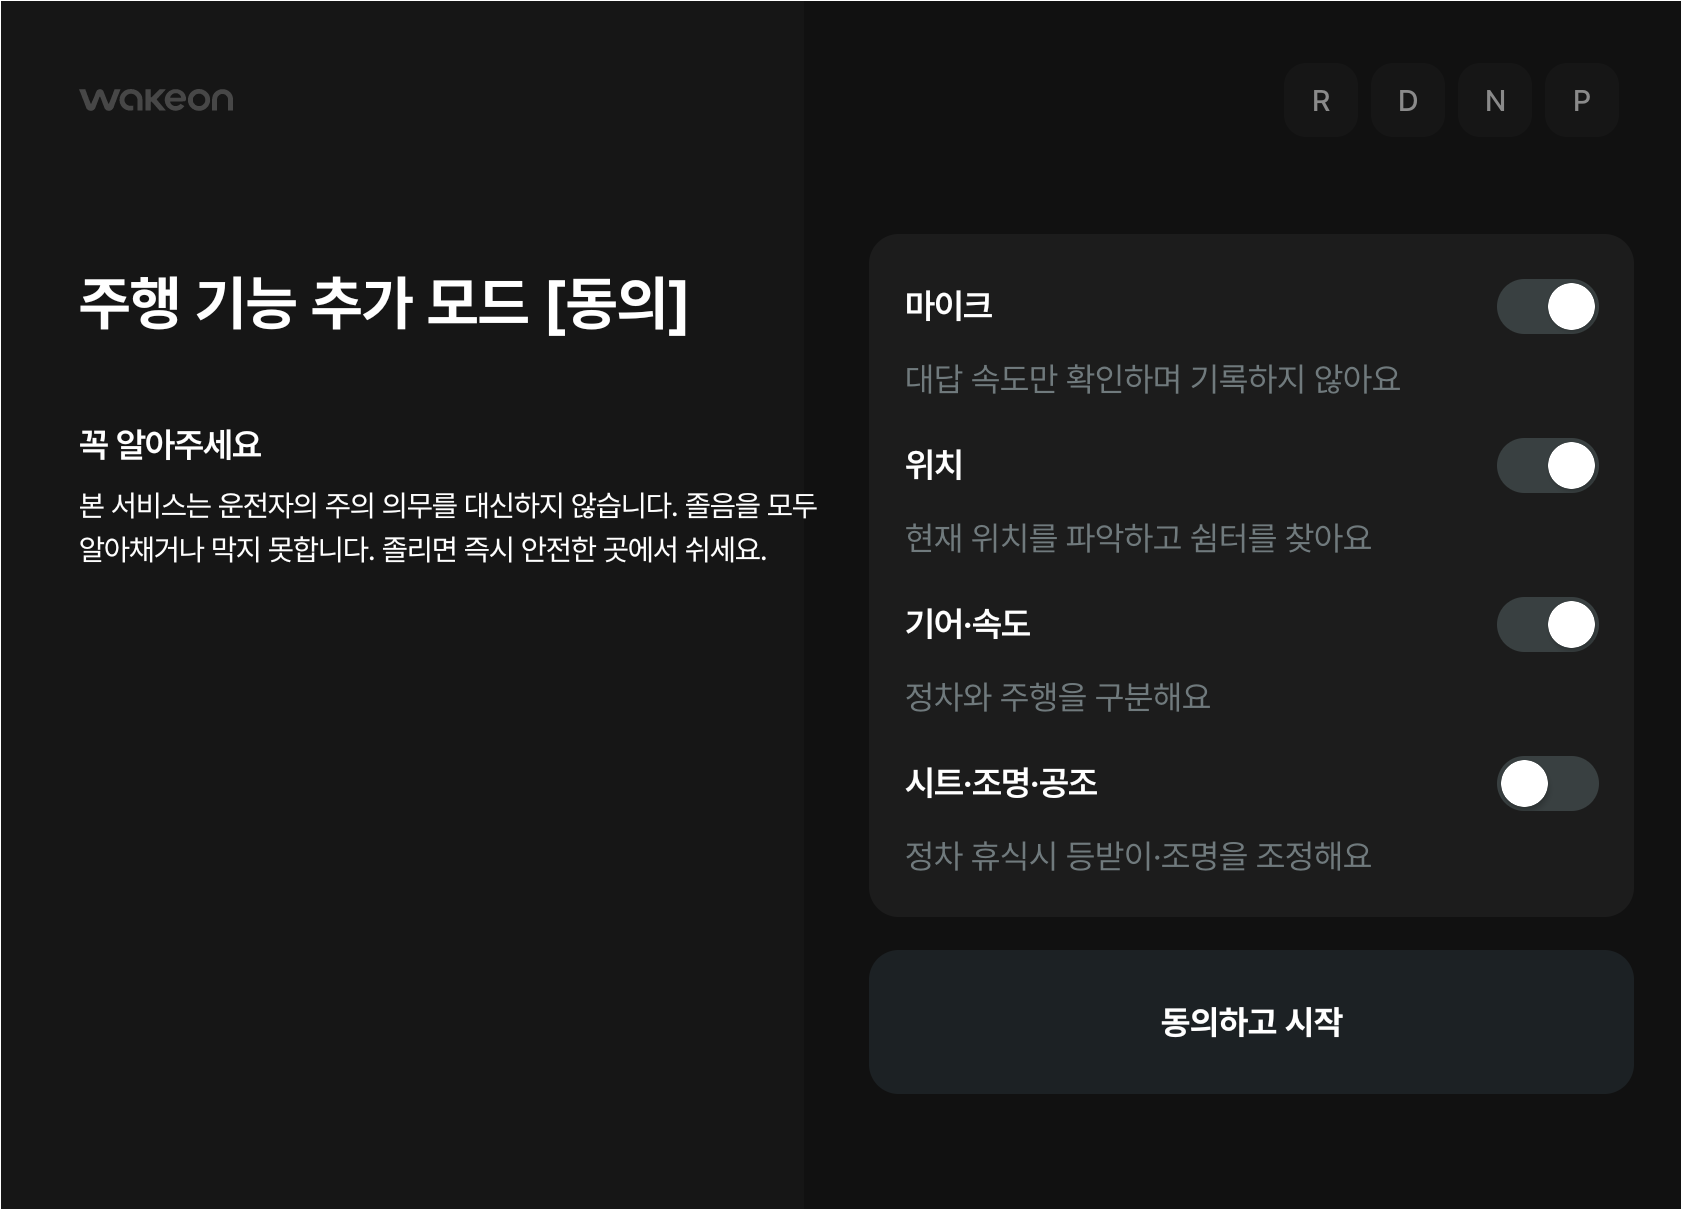 wakeon
R D N P
주행 기능 추가 모드 [동의]
꼭 알아주세요
본 서비스는 운전자의 주의 의무를 대신하지 않습니다. 졸음을 모두
알아채거나 막지 못합니다. 졸리면 즉시 안전한 곳에서 쉬세요.
마이크
대답 속도만 확인하며 기록하지 않아요
위치
현재 위치를 파악하고 쉼터를 찾아요
기어·속도
정차와 주행을 구분해요
시트·조명·공조
정차 휴식시 등받이·조명을 조정해요
동의하고 시작